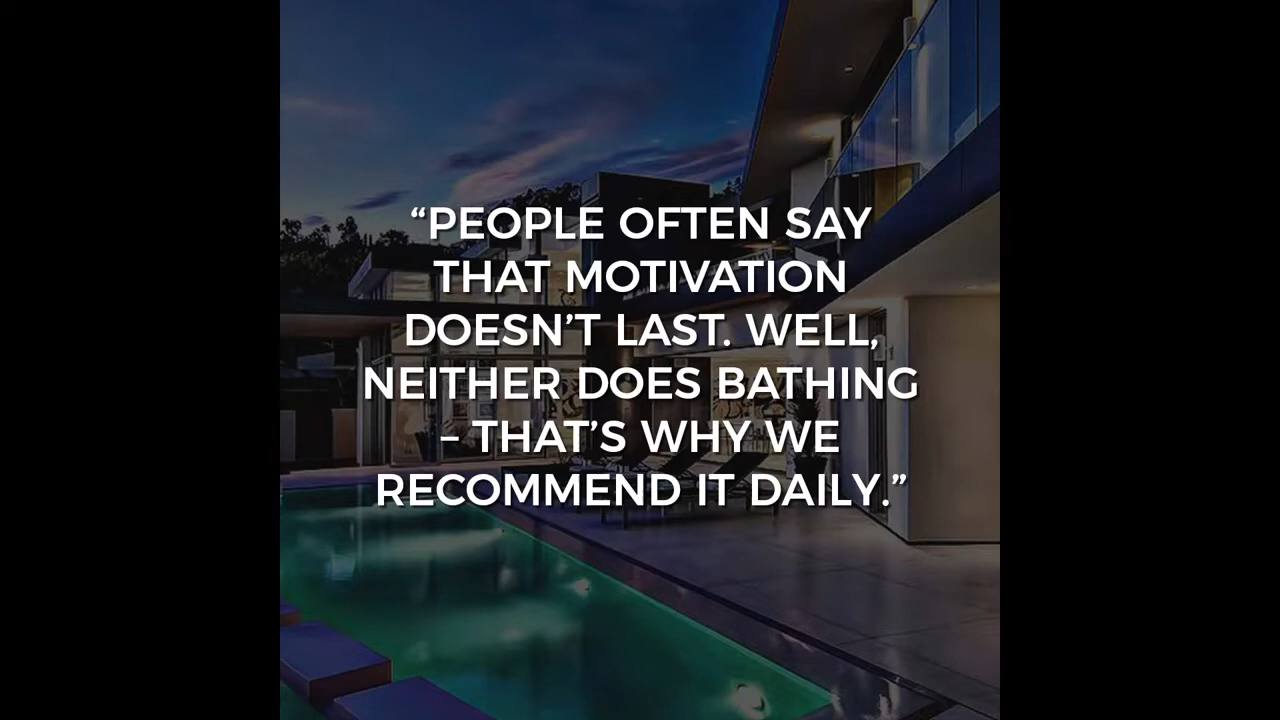 “PEOPLE OFTEN SAY
THAT MOTIVATION
DOESN’T LAST. WELL,
NEITHER DOES BATHING
– THAT’S WHY WE
RECOMMEND IT DAILY.”